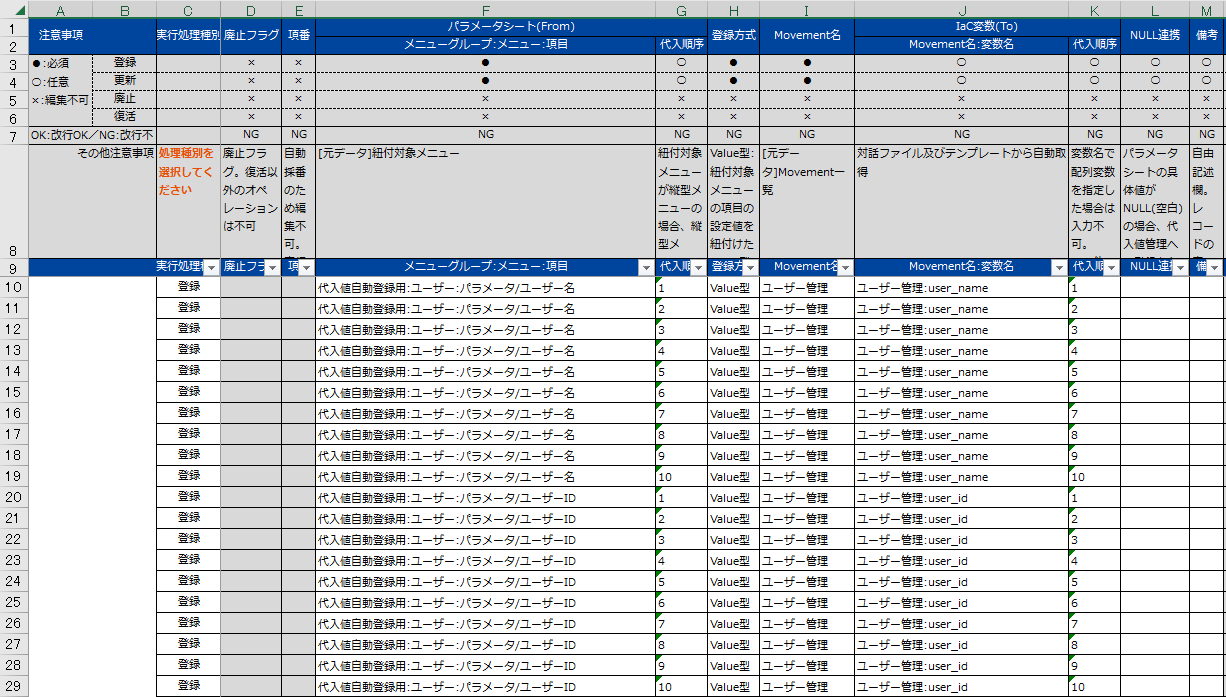 A B C D E F G H I J K L M
1 注意事項 実行処理種別 廃止フラグ 項番 パラメータシート(From) 登録方式 Movement名 IaC変数(To) NULL連携 備考
2 メニューグループ:メニュー:項目 代入順序 Movement名:変数名 代入順序
3 ●:必須 登録 × × ● ○ ● ● ○ ○ ○ ○
4 ○:任意 更新 × × ● ○ ● ● ○ ○ ○ ○
5 ×:編集不可 廃止 × × × × × × × × × ×
6 復活 × × × × × × × × × ×
7 OK:改行OK/NG:改行不 NG NG NG NG NG NG NG NG NG NG
8 その他注意事項 処理種別を選択してください 廃止フラグ。復活以外のオペレーションは不可 自動採番のため編集不可。 [元データ]紐付対象メニュー 紐付対象メニューが縦型メニューの場合、縦型メ Value型:紐付対象メニューの項目の設定値を紐付けた [元データ]Movement一覧 対話ファイル及びテンプレートから自動取得 変数名で配列変数を指定した場合は入力不可。 パラメータシートの具体値がNULL(空白)の場合、代入値管理へ 自由記述欄。レコードの
9 実行処理種 廃止フラ 項 メニューグループ:メニュー:項目 代入順 登録方 Movement名 Movement名:変数名 代入順 NULL連 備
10 登録 代入値自動登録用:ユーザー:パラメータ/ユーザー名 1 Value型 ユーザー管理 ユーザー管理:user_name 1
11 登録 代入値自動登録用:ユーザー:パラメータ/ユーザー名 2 Value型 ユーザー管理 ユーザー管理:user_name 2
12 登録 代入値自動登録用:ユーザー:パラメータ/ユーザー名 3 Value型 ユーザー管理 ユーザー管理:user_name 3
13 登録 代入値自動登録用:ユーザー:パラメータ/ユーザー名 4 Value型 ユーザー管理 ユーザー管理:user_name 4
14 登録 代入値自動登録用:ユーザー:パラメータ/ユーザー名 5 Value型 ユーザー管理 ユーザー管理:user_name 5
15 登録 代入値自動登録用:ユーザー:パラメータ/ユーザー名 6 Value型 ユーザー管理 ユーザー管理:user_name 6
16 登録 代入値自動登録用:ユーザー:パラメータ/ユーザー名 7 Value型 ユーザー管理 ユーザー管理:user_name 7
17 登録 代入値自動登録用:ユーザー:パラメータ/ユーザー名 8 Value型 ユーザー管理 ユーザー管理:user_name 8
18 登録 代入値自動登録用:ユーザー:パラメータ/ユーザー名 9 Value型 ユーザー管理 ユーザー管理:user_name 9
19 登録 代入値自動登録用:ユーザー:パラメータ/ユーザー名 10 Value型 ユーザー管理 ユーザー管理:user_name 10
20 登録 代入値自動登録用:ユーザー:パラメータ/ユーザーID 1 Value型 ユーザー管理 ユーザー管理:user_id 1
21 登録 代入値自動登録用:ユーザー:パラメータ/ユーザーID 2 Value型 ユーザー管理 ユーザー管理:user_id 2
22 登録 代入値自動登録用:ユーザー:パラメータ/ユーザーID 3 Value型 ユーザー管理 ユーザー管理:user_id 3
23 登録 代入値自動登録用:ユーザー:パラメータ/ユーザーID 4 Value型 ユーザー管理 ユーザー管理:user_id 4
24 登録 代入値自動登録用:ユーザー:パラメータ/ユーザーID 5 Value型 ユーザー管理 ユーザー管理:user_id 5
25 登録 代入値自動登録用:ユーザー:パラメータ/ユーザーID 6 Value型 ユーザー管理 ユーザー管理:user_id 6
26 登録 代入値自動登録用:ユーザー:パラメータ/ユーザーID 7 Value型 ユーザー管理 ユーザー管理:user_id 7
27 登録 代入値自動登録用:ユーザー:パラメータ/ユーザーID 8 Value型 ユーザー管理 ユーザー管理:user_id 8
28 登録 代入値自動登録用:ユーザー:パラメータ/ユーザーID 9 Value型 ユーザー管理 ユーザー管理:user_id 9
29 登録 代入値自動登録用:ユーザー:パラメータ/ユーザーID 10 Value型 ユーザー管理 ユーザー管理:user_id 10